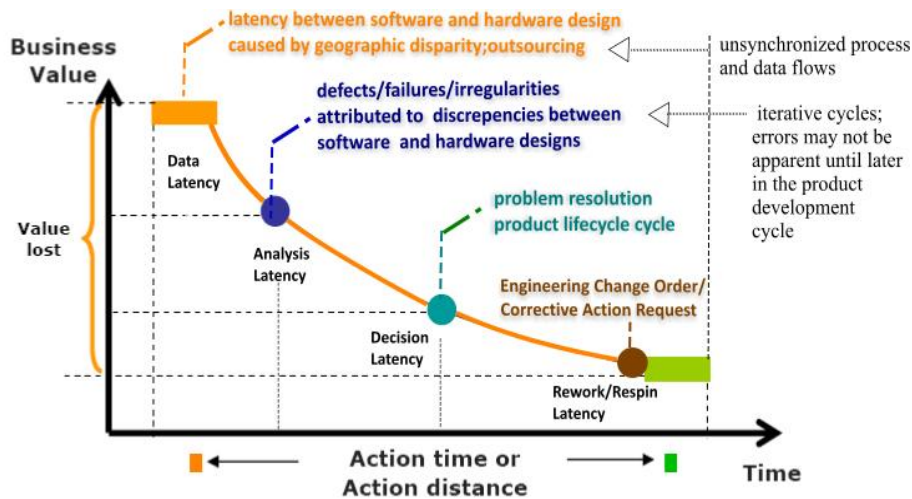 Business
Value
latency between software and hardware design
caused by geographic disparity;outsourcing
unsynchronized process
and data flows
defects/failures/irregularities
attributed to discrepancies between
software and hardware designs
iterative cycles;
errors may not be
apparent until later
in the product
development
cycle
Data
Latency
problem resolution
product lifecycle cycle
Value
lost
Analysis
Latency
Engineering Change Order/
Corrective Action Request
Decision
Latency
Rework/Respin
Latency
Action time or
Action distance
Time